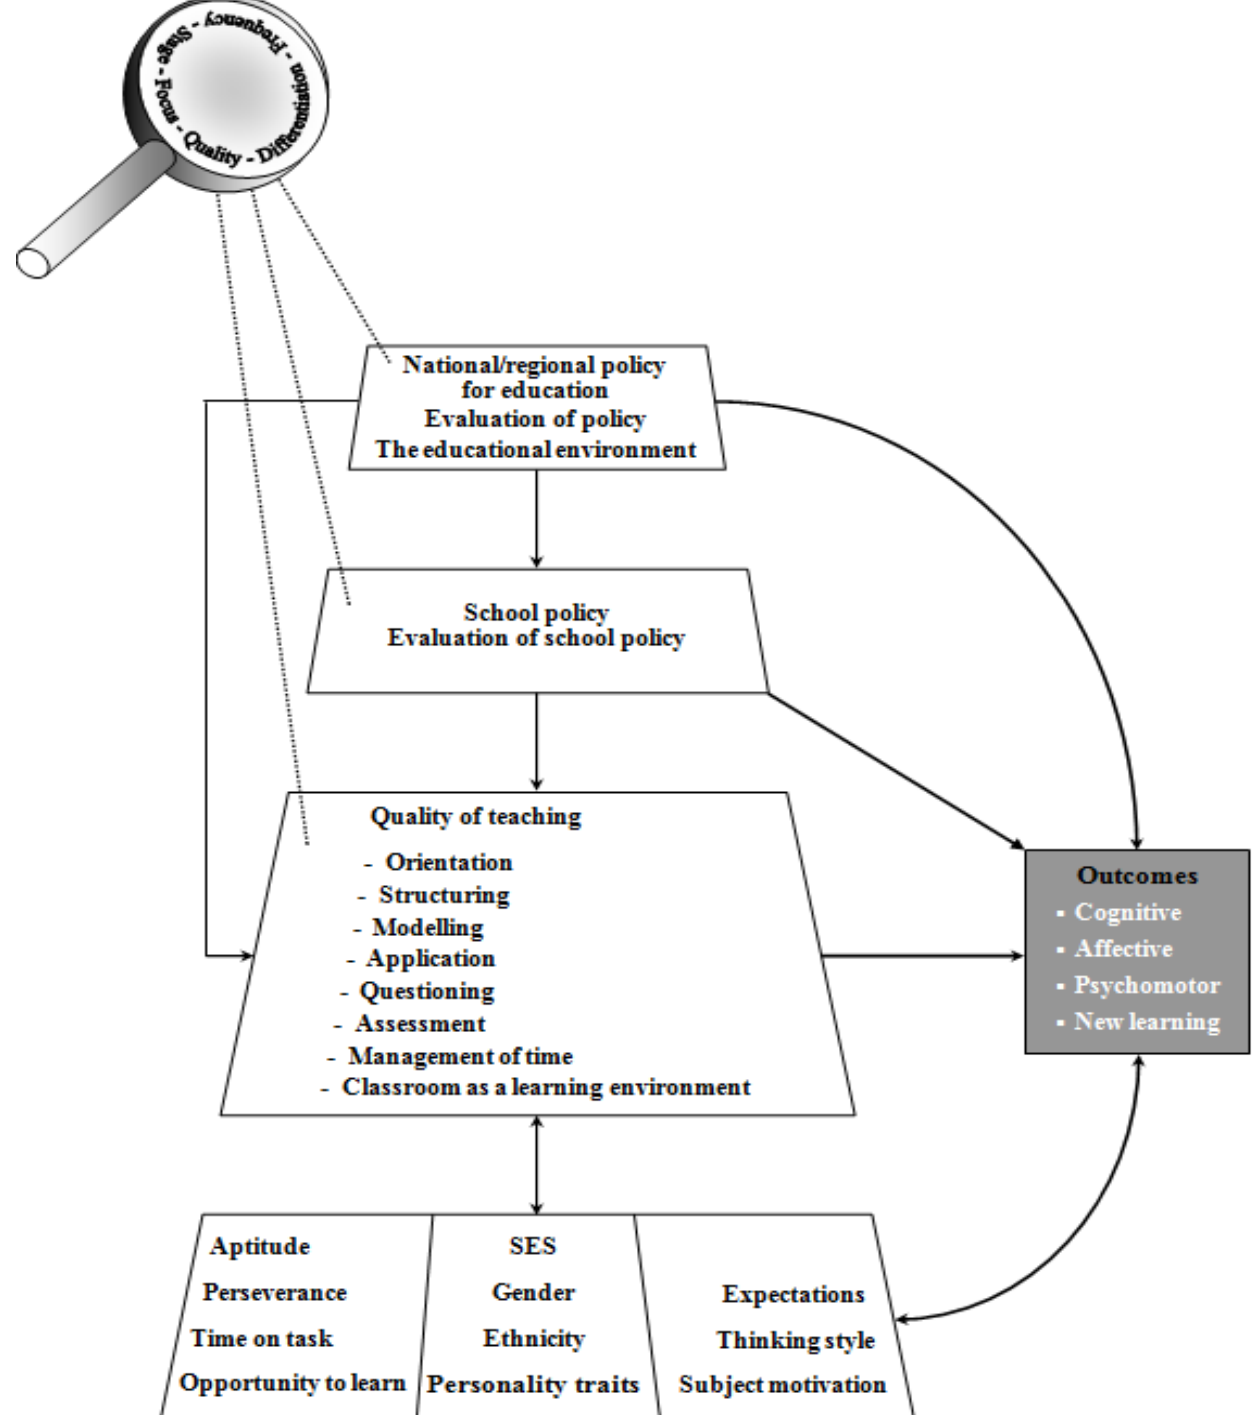 Stage - Focus - Quality - Differentiation - Frequency -
National/regional policy
for education
Evaluation of policy
The educational environment
School policy
Evaluation of school policy
Quality of teaching
- Orientation
- Structuring
- Modelling
- Application
- Questioning
- Assessment
- Management of time
- Classroom as a learning environment
Outcomes
▪ Cognitive
▪ Affective
▪ Psychomotor
▪ New learning
Aptitude
Perseverance
Time on task
Opportunity to learn
SES
Gender
Ethnicity
Personality traits
Expectations
Thinking style
Subject motivation